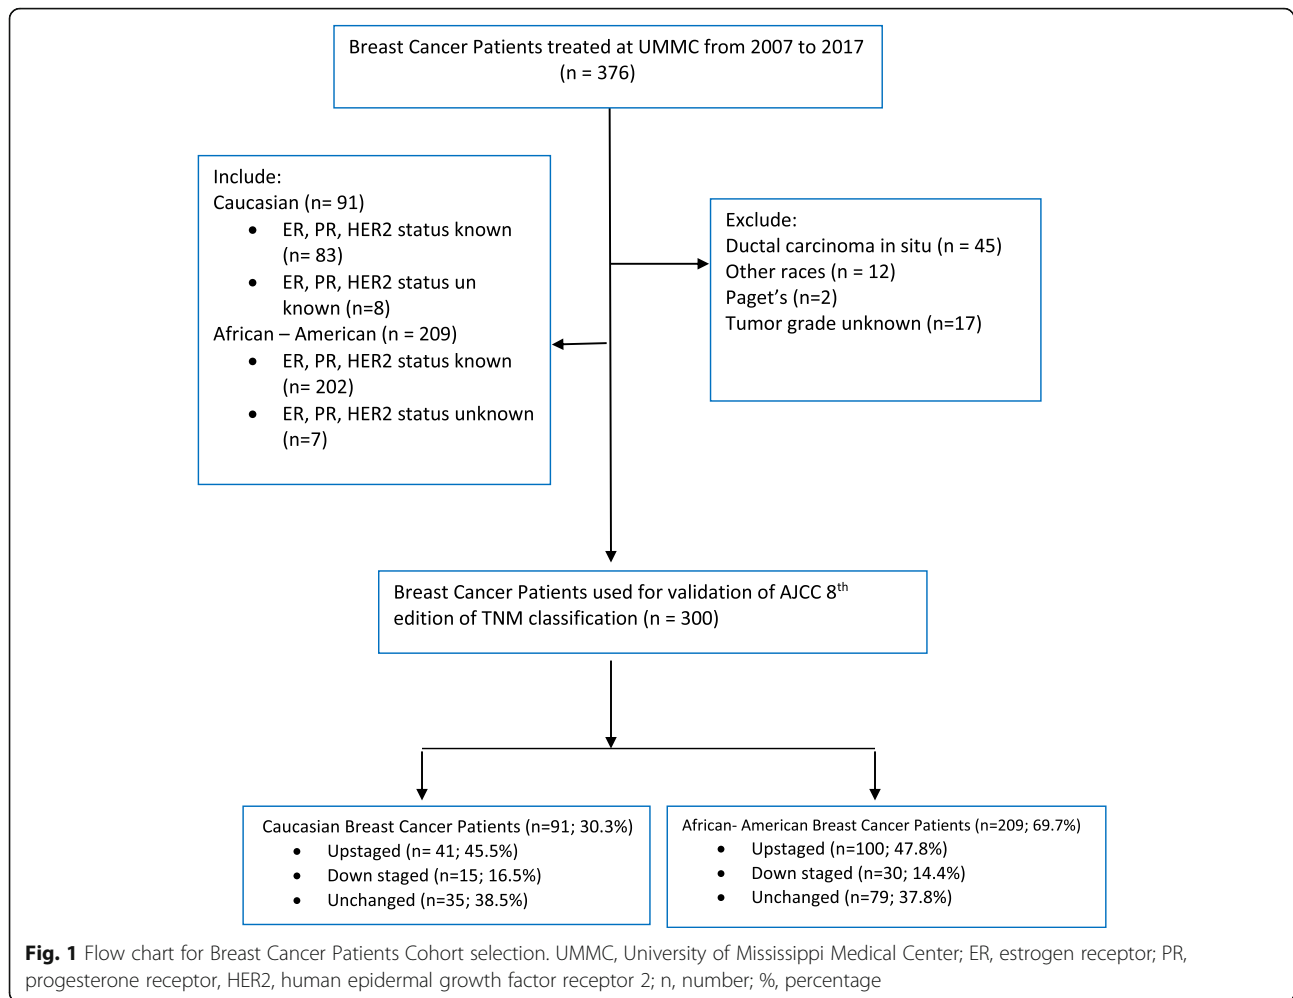 Breast Cancer Patients treated at UMMC from 2007 to 2017
(n = 376)
Include:
Caucasian (n= 91)
• ER, PR, HER2 status known
(n= 83)
• ER, PR, HER2 status un
known (n=8)
African – American (n = 209)
• ER, PR, HER2 status known
(n= 202)
• ER, PR, HER2 status unknown
(n=7)
Exclude:
Ductal carcinoma in situ (n = 45)
Other races (n = 12)
Paget’s (n=2)
Tumor grade unknown (n=17)
Breast Cancer Patients used for validation of AJCC 8th
edition of TNM classification (n = 300)
Caucasian Breast Cancer Patients (n=91; 30.3%)
• Upstaged (n= 41; 45.5%)
• Down staged (n=15; 16.5%)
• Unchanged (n=35; 38.5%)
African- American Breast Cancer Patients (n=209; 69.7%)
• Upstaged (n=100; 47.8%)
• Down staged (n=30; 14.4%)
• Unchanged (n=79; 37.8%)
Fig. 1 Flow chart for Breast Cancer Patients Cohort selection. UMMC, University of Mississippi Medical Center; ER, estrogen receptor; PR,
progesterone receptor, HER2, human epidermal growth factor receptor 2; n, number; %, percentage